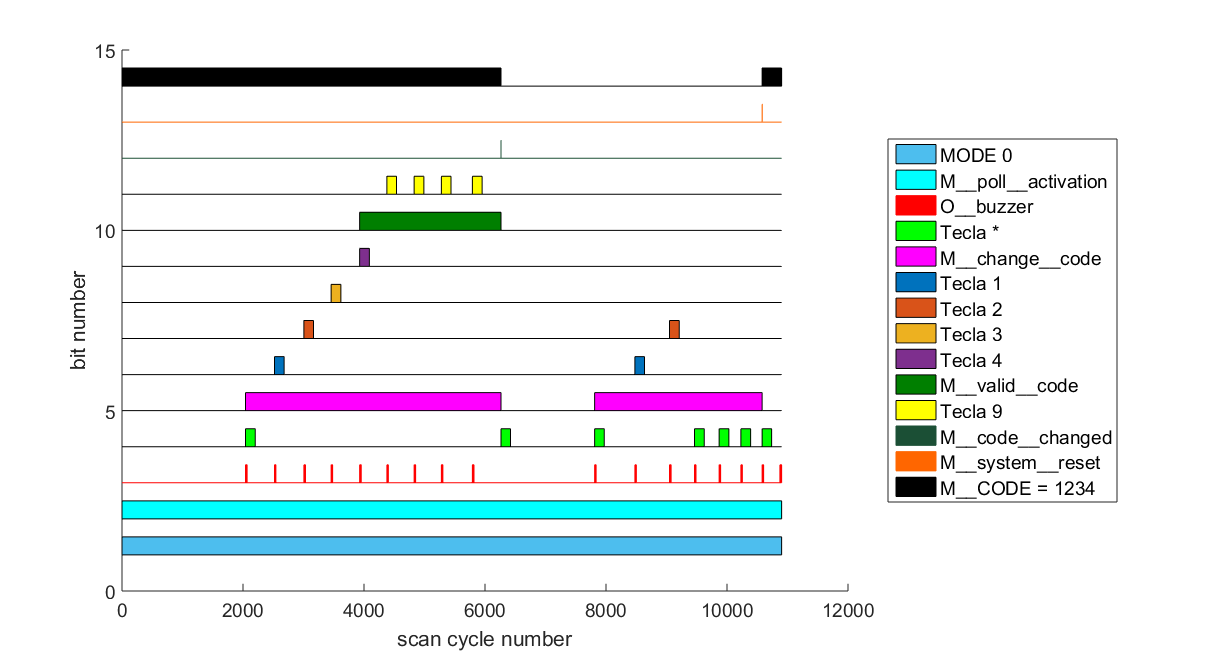 15
10
5
0
bit number
0 2000 4000 6000 8000 10000 12000
scan cycle number
MODE 0
M__poll__activation
O__buzzer
Tecla *
M__change__code
Tecla 1
Tecla 2
Tecla 3
Tecla 4
M__valid__code
Tecla 9
M__code__changed
M__system__reset
M__CODE = 1234